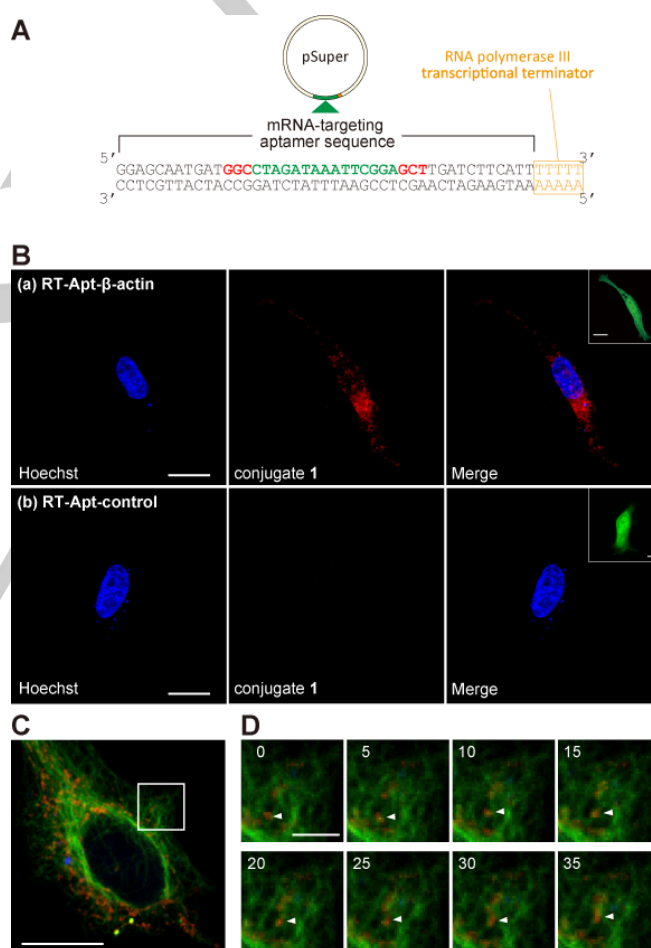 A
pSuper
RNA polymerase III
transcriptional terminator
mRNA-targeting
aptamer sequence
5’ 3’
GGAGCAATGATGGCCTAGATAAATTCGGAGCTTGATCTTCATTTTTTT
CCTCGTTACTACCGGATCTATTTAAGCCTCGAACTAGAAGTAAAAAAA
3’ 5’
B
(a) RT-Apt-β-actin
Hoechst conjugate 1 Merge
(b) RT-Apt-control
Hoechst conjugate 1 Merge
C D
0 5 10 15
20 25 30 35